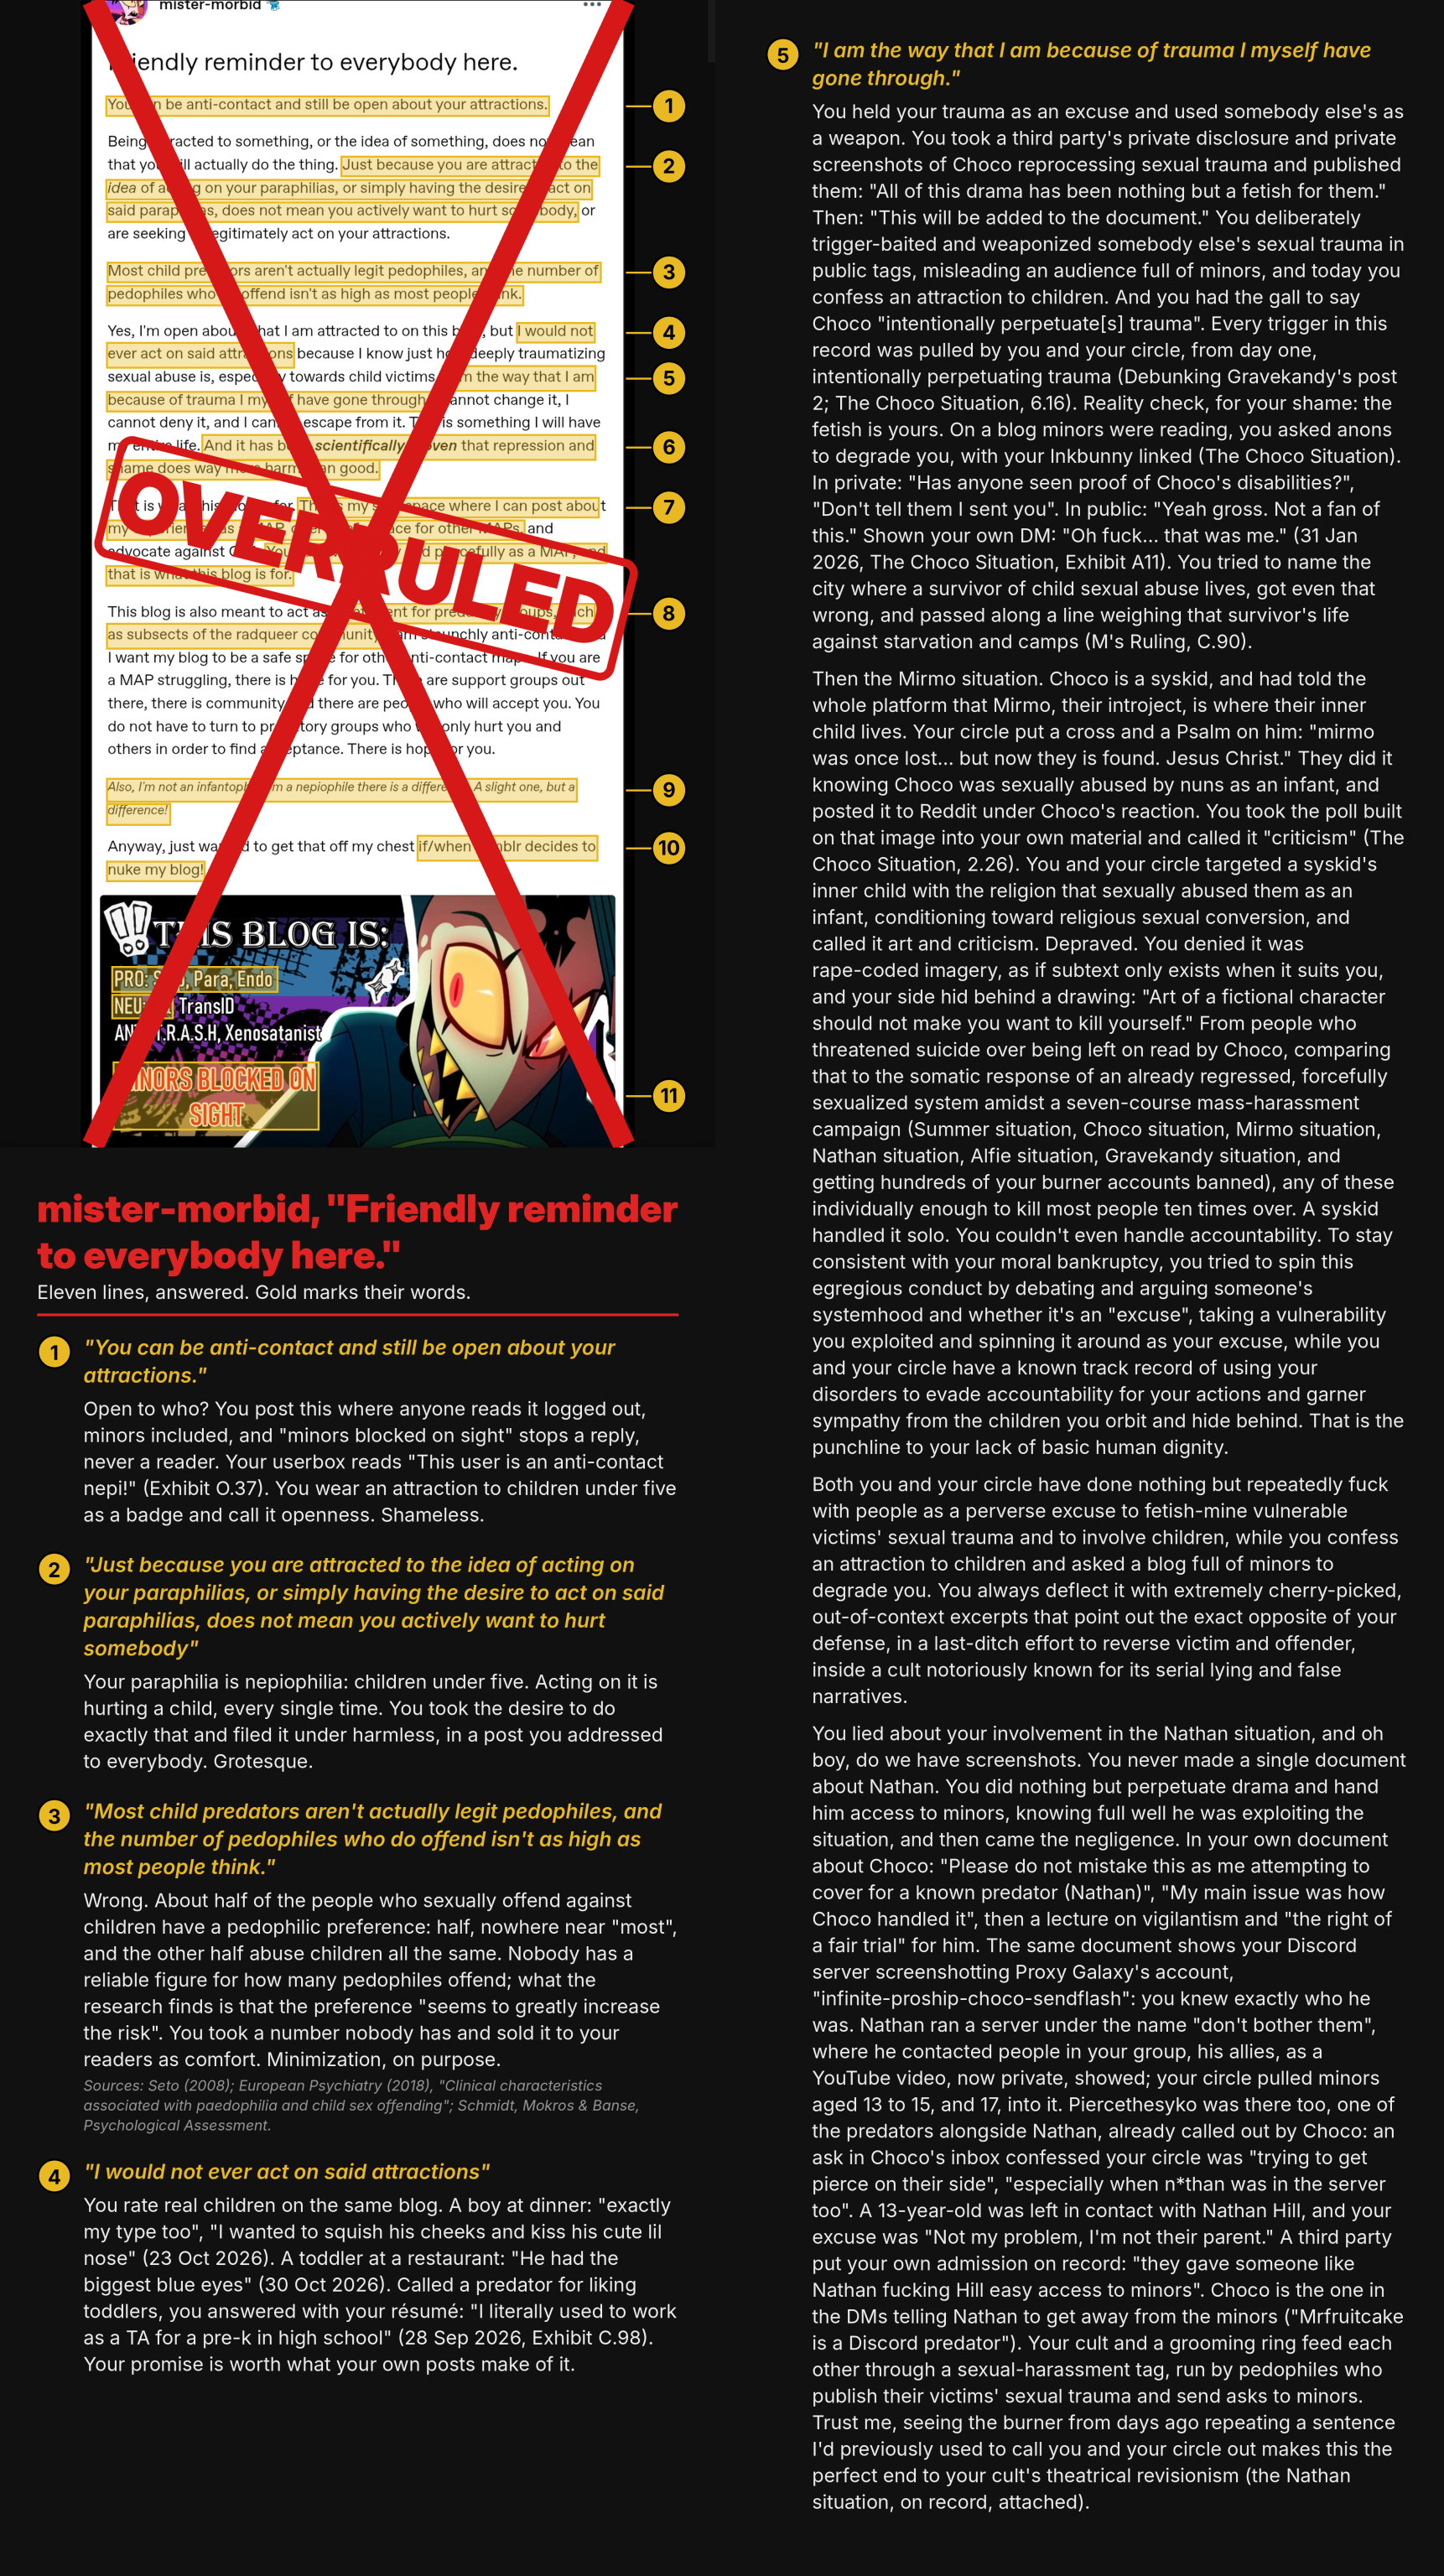 mister-morbid
iendly reminder to everybody here.
You be anti-contact and still be open about your attractions.
1
Being racted to something, or the idea of something, does not mean
that you will actually do the thing. Just because you are attract to the
2
idea of on your paraphilias, or simply having the desire act on
said parap s, does not mean you actively want to hurt body, or
are seeking legitimately act on your attractions.
Most child pre rs aren't actually legit pedophiles, an e number of
3
pedophiles who offend isn't as high as most people nk.
Yes, I'm open about hat I am attracted to on this b , but I would not
4
ever act on said attra ons because I know just ho deeply traumatizing
sexual abuse is, espec y towards child victims. m the way that I am
5
because of trauma I my f have gone through annot change it, I
cannot deny it, and I can escape from it. T is something I will have
my entire life. And it has b scientifically ven that repression and
6
shame does way more harm an good.
OVERRULED
T t is w his fo for. Th s my s space where I can post about
7
my rien as MAP, ce for other MAPs, and
advocate against C You d peacefully as a MAP, and
that is what this blog is for.
This blog is also meant to act as ent for pred oups. uch
8
as subsects of the radqueer community am staunchly anti-conta
I want my blog to be a safe sp e for oth nti-contact map If you are
a MAP struggling, there is h e for you. Th are support groups out
there, there is community d there are peo who will accept you. You
do not have to turn to pr tory groups who only hurt you and
others in order to find a eptance. There is hop or you.
Also, I'm not an infantoph m a nepiophile there is a differe A slight one, but a
9
difference!
Anyway, just wa d to get that off my chest if/when mblr decides to
10
nuke my blog!
THIS BLOG IS:
PRO: , Para, Endo
NEU TransID
AN T.R.A.S.H, Xenosatanist
MINORS BLOCKED ON
11
SIGHT
mister-morbid, "Friendly reminder
to everybody here."
Eleven lines, answered. Gold marks their words.
1
"You can be anti-contact and still be open about your
attractions."
Open to who? You post this where anyone reads it logged out,
minors included, and "minors blocked on sight" stops a reply,
never a reader. Your userbox reads "This user is an anti-contact
nepi!" (Exhibit O.37). You wear an attraction to children under five
as a badge and call it openness. Shameless.
2
"Just because you are attracted to the idea of acting on
your paraphilias, or simply having the desire to act on said
paraphilias, does not mean you actively want to hurt
somebody"
Your paraphilia is nepiophilia: children under five. Acting on it is
hurting a child, every single time. You took the desire to do
exactly that and filed it under harmless, in a post you addressed
to everybody. Grotesque.
3
"Most child predators aren't actually legit pedophiles, and
the number of pedophiles who do offend isn't as high as
most people think."
Wrong. About half of the people who sexually offend against
children have a pedophilic preference: half, nowhere near "most",
and the other half abuse children all the same. Nobody has a
reliable figure for how many pedophiles offend; what the
research finds is that the preference "seems to greatly increase
the risk". You took a number nobody has and sold it to your
readers as comfort. Minimization, on purpose.
Sources: Seto (2008); European Psychiatry (2018), "Clinical characteristics
associated with paedophilia and child sex offending"; Schmidt, Mokros & Banse,
Psychological Assessment.
4
"I would not ever act on said attractions"
You rate real children on the same blog. A boy at dinner: "exactly
my type too", "I wanted to squish his cheeks and kiss his cute lil
nose" (23 Oct 2026). A toddler at a restaurant: "He had the
biggest blue eyes" (30 Oct 2026). Called a predator for liking
toddlers, you answered with your résumé: "I literally used to work
as a TA for a pre-k in high school" (28 Sep 2026, Exhibit C.98).
Your promise is worth what your own posts make of it.
5
"I am the way that I am because of trauma I myself have
gone through."
You held your trauma as an excuse and used somebody else's as
a weapon. You took a third party's private disclosure and private
screenshots of Choco reprocessing sexual trauma and published
them: "All of this drama has been nothing but a fetish for them."
Then: "This will be added to the document." You deliberately
trigger-baited and weaponized somebody else's sexual trauma in
public tags, misleading an audience full of minors, and today you
confess an attraction to children. And you had the gall to say
Choco "intentionally perpetuate[s] trauma". Every trigger in this
record was pulled by you and your circle, from day one,
intentionally perpetuating trauma (Debunking Gravekandy's post
2; The Choco Situation, 6.16). Reality check, for your shame: the
fetish is yours. On a blog minors were reading, you asked anons
to degrade you, with your Inkbunny linked (The Choco Situation).
In private: "Has anyone seen proof of Choco's disabilities?",
"Don't tell them I sent you". In public: "Yeah gross. Not a fan of
this." Shown your own DM: "Oh fuck... that was me." (31 Jan
2026, The Choco Situation, Exhibit A11). You tried to name the
city where a survivor of child sexual abuse lives, got even that
wrong, and passed along a line weighing that survivor's life
against starvation and camps (M's Ruling, C.90).
Then the Mirmo situation. Choco is a syskid, and had told the
whole platform that Mirmo, their introject, is where their inner
child lives. Your circle put a cross and a Psalm on him: "mirmo
was once lost... but now they is found. Jesus Christ." They did it
knowing Choco was sexually abused by nuns as an infant, and
posted it to Reddit under Choco's reaction. You took the poll built
on that image into your own material and called it "criticism" (The
Choco Situation, 2.26). You and your circle targeted a syskid's
inner child with the religion that sexually abused them as an
infant, conditioning toward religious sexual conversion, and
called it art and criticism. Depraved. You denied it was
rape-coded imagery, as if subtext only exists when it suits you,
and your side hid behind a drawing: "Art of a fictional character
should not make you want to kill yourself." From people who
threatened suicide over being left on read by Choco, comparing
that to the somatic response of an already regressed, forcefully
sexualized system amidst a seven-course mass-harassment
campaign (Summer situation, Choco situation, Mirmo situation,
Nathan situation, Alfie situation, Gravekandy situation, and
getting hundreds of your burner accounts banned), any of these
individually enough to kill most people ten times over. A syskid
handled it solo. You couldn't even handle accountability. To stay
consistent with your moral bankruptcy, you tried to spin this
egregious conduct by debating and arguing someone's
systemhood and whether it's an "excuse", taking a vulnerability
you exploited and spinning it around as your excuse, while you
and your circle have a known track record of using your
disorders to evade accountability for your actions and garner
sympathy from the children you orbit and hide behind. That is the
punchline to your lack of basic human dignity.
Both you and your circle have done nothing but repeatedly fuck
with people as a perverse excuse to fetish-mine vulnerable
victims' sexual trauma and to involve children, while you confess
an attraction to children and asked a blog full of minors to
degrade you. You always deflect it with extremely cherry-picked,
out-of-context excerpts that point out the exact opposite of your
defense, in a last-ditch effort to reverse victim and offender,
inside a cult notoriously known for its serial lying and false
narratives.
You lied about your involvement in the Nathan situation, and oh
boy, do we have screenshots. You never made a single document
about Nathan. You did nothing but perpetuate drama and hand
him access to minors, knowing full well he was exploiting the
situation, and then came the negligence. In your own document
about Choco: "Please do not mistake this as me attempting to
cover for a known predator (Nathan)", "My main issue was how
Choco handled it", then a lecture on vigilantism and "the right of
a fair trial" for him. The same document shows your Discord
server screenshotting Proxy Galaxy's account,
"infinite-proship-choco-sendflash": you knew exactly who he
was. Nathan ran a server under the name "don't bother them",
where he contacted people in your group, his allies, as a
YouTube video, now private, showed; your circle pulled minors
aged 13 to 15, and 17, into it. Piercethesyko was there too, one of
the predators alongside Nathan, already called out by Choco: an
ask in Choco's inbox confessed your circle was "trying to get
pierce on their side", "especially when n*than was in the server
too". A 13-year-old was left in contact with Nathan Hill, and your
excuse was "Not my problem, I'm not their parent." A third party
put your own admission on record: "they gave someone like
Nathan fucking Hill easy access to minors". Choco is the one in
the DMs telling Nathan to get away from the minors ("Mrfruitcake
is a Discord predator"). Your cult and a grooming ring feed each
other through a sexual-harassment tag, run by pedophiles who
publish their victims' sexual trauma and send asks to minors.
Trust me, seeing the burner from days ago repeating a sentence
I'd previously used to call you and your circle out makes this the
perfect end to your cult's theatrical revisionism (the Nathan
situation, on record, attached).